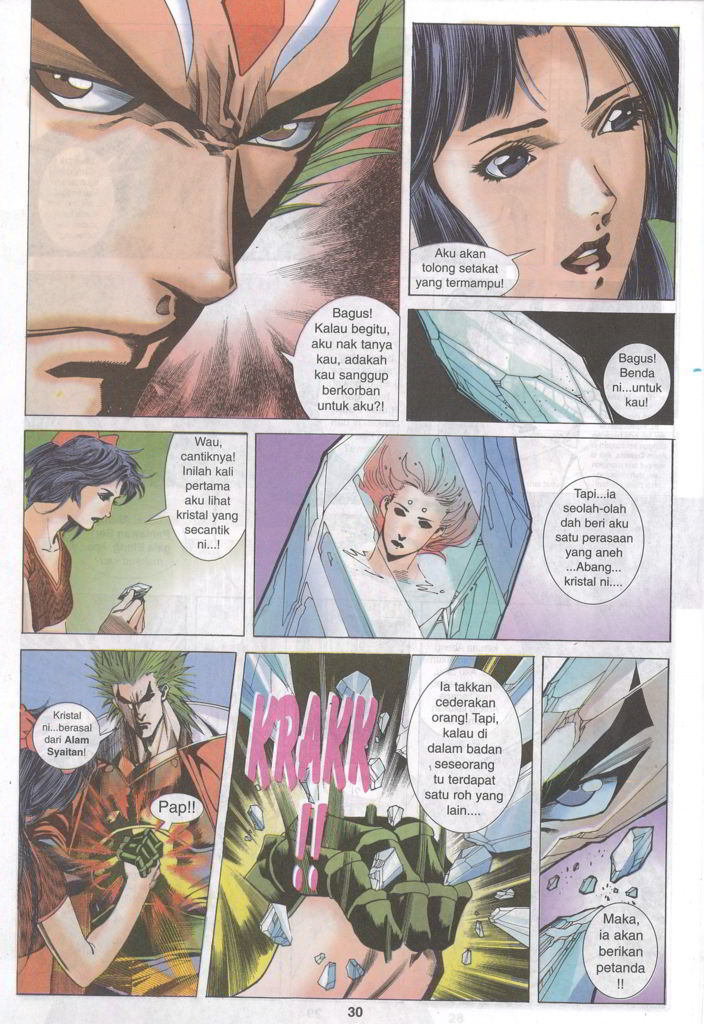 Bagus!
Kalau begitu,
aku nak tanya
kau, adakah
kau sanggup
berkorban
untuk aku?!
Aku akan
tolong setakat
yang termampu!
Bagus!
Benda
ni...untuk
kau!
Wau,
cantiknya!
Inilah kali
pertama
aku lihat
kristal yang
secantik
ni...!
Tapi...ia
seolah-olah
dah beri aku
satu perasaan
yang aneh
...Abang...
kristal ni....
Kristal
ni...berasal
dari Alam
Syaitan!
Pap!!
KRAKK
!!
Ia takkan
cederakan
orang! Tapi,
kalau di
dalam badan
seseorang
tu terdapat
satu roh yang
lain....
Maka,
ia akan
berikan
petanda
!!
30